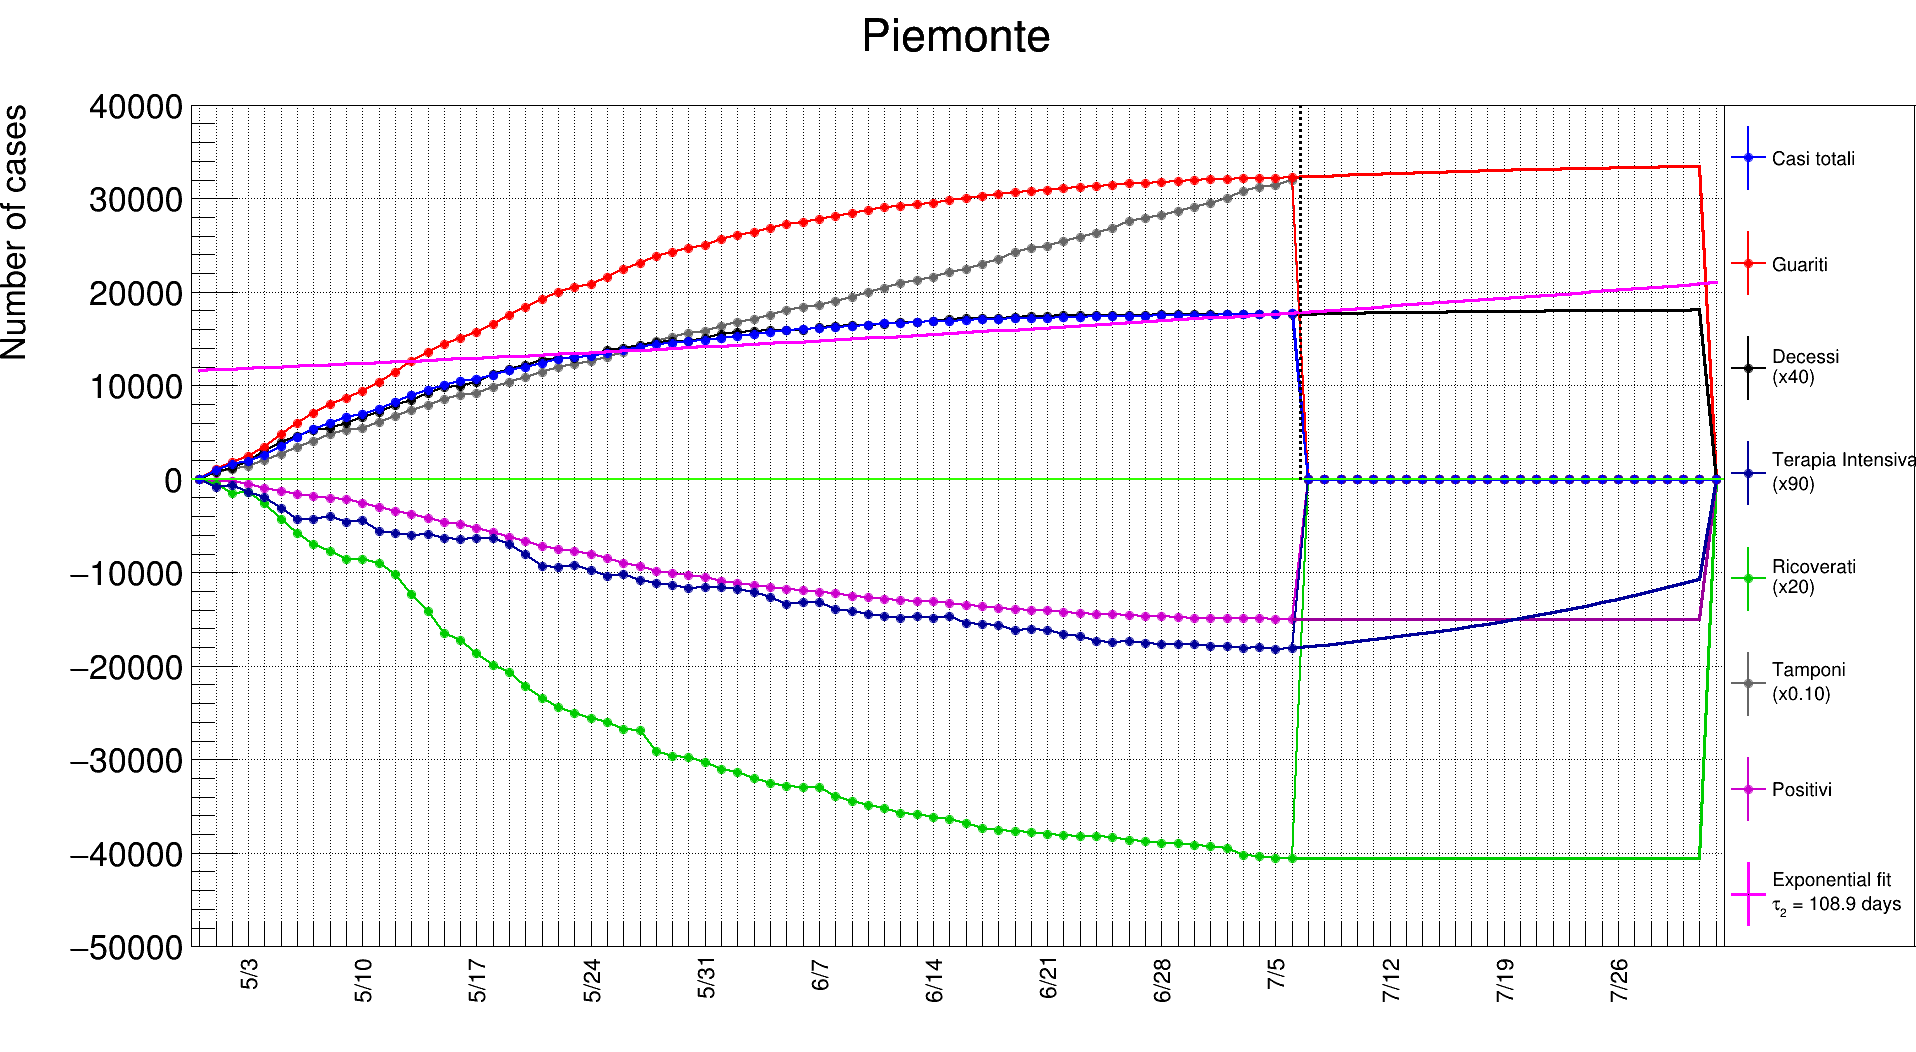 Piemonte
Number of cases
40000
30000
20000
10000
0
−10000
−20000
−30000
−40000
−50000
5/3
5/10
5/17
5/24
5/31
6/7
6/14
6/21
6/28
7/5
7/12
7/19
7/26
Casi totali
Guariti
Decessi
(x40)
Terapia Intensiva
(x90)
Ricoverati
(x20)
Tamponi
(x0.10)
Positivi
Exponential fit
τ2 = 108.9 days